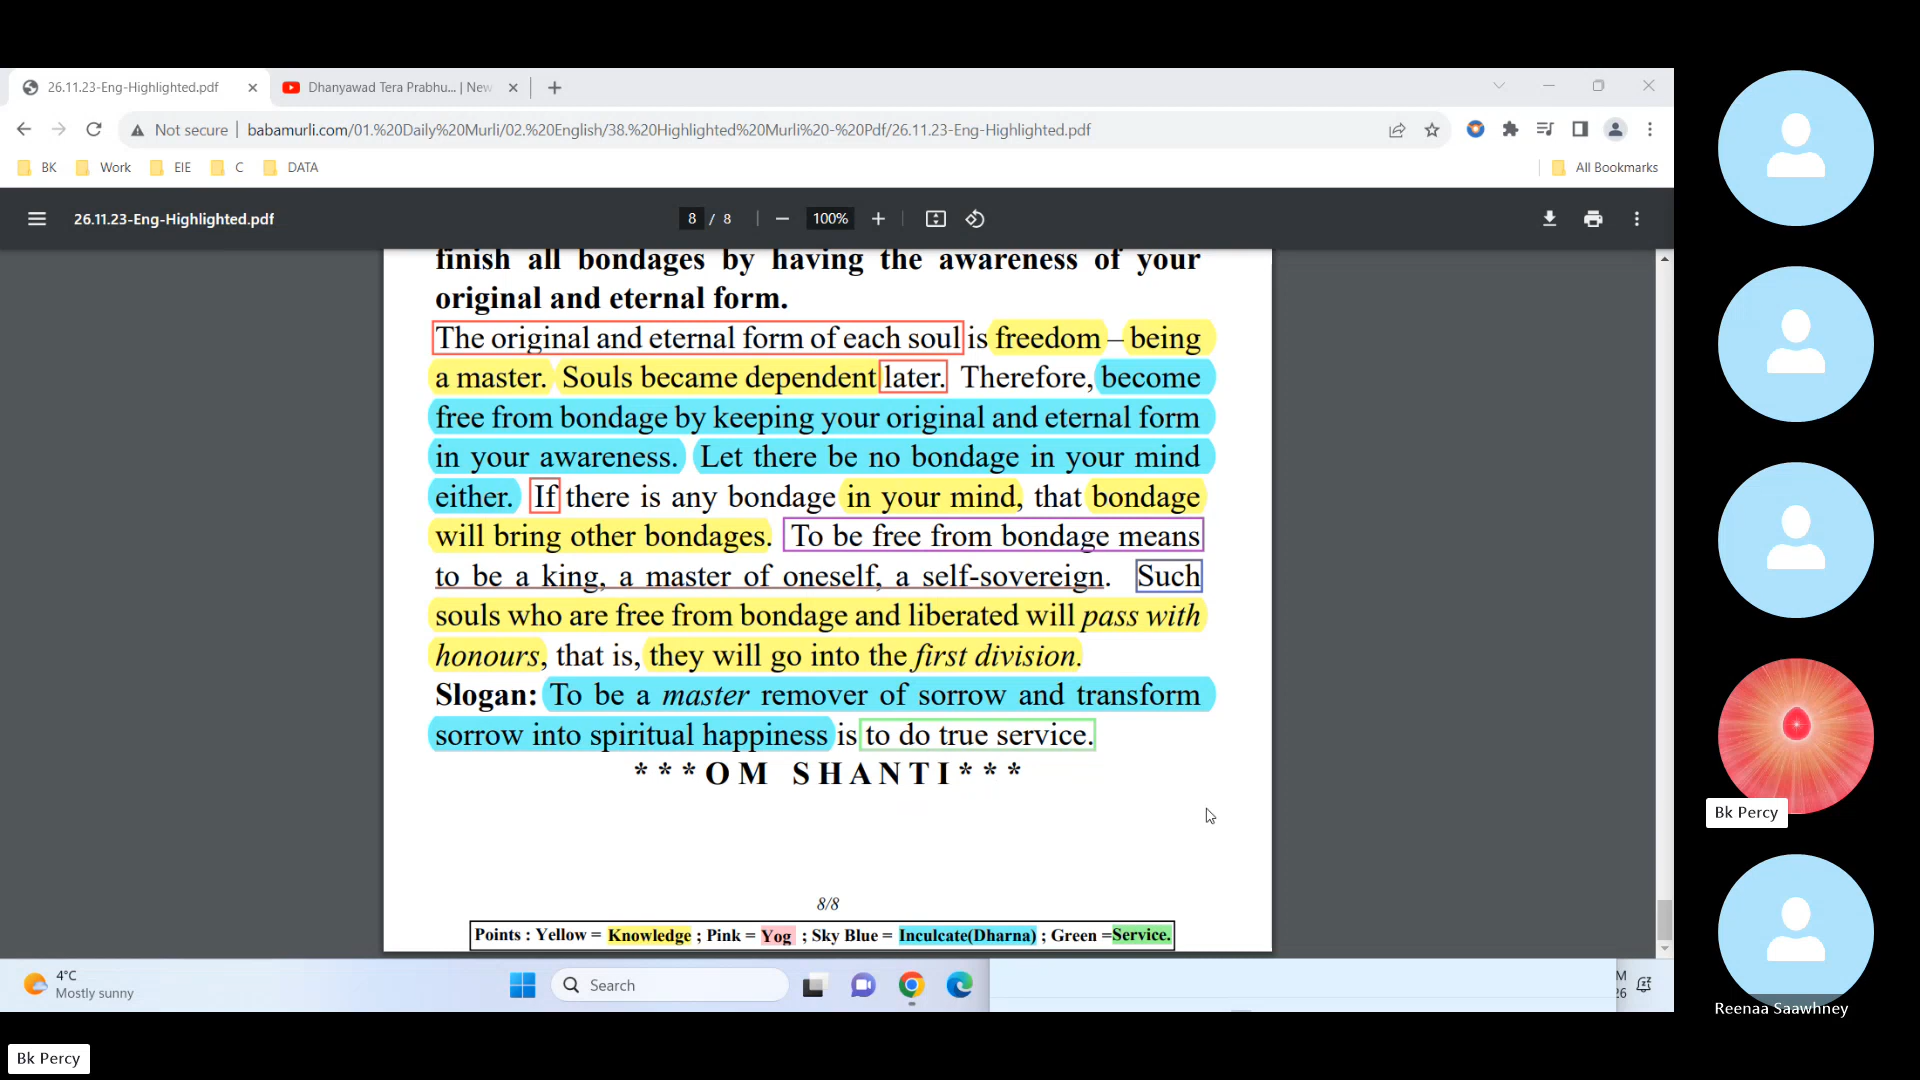 26.11.23-Eng-Highlighted.pdf
Dhanyawad Tera Prabhu... | New
Not secure
babamurli.com/01.%20Daily%20Murli/02.%20English/38.%20Highlighted%20Murli%20-%20Pdf/26.11.23-Eng-Highlighted.pdf
BK Work EIE C DATA All Bookmarks
26.11.23-Eng-Highlighted.pdf 8 / 8 100%
finish all bondages by having the awareness of your
original and eternal form.
The original and eternal form of each soul is freedom – being
a master. Souls became dependent later. Therefore, become
free from bondage by keeping your original and eternal form
in your awareness. Let there be no bondage in your mind
either. If there is any bondage in your mind, that bondage
will bring other bondages. To be free from bondage means
to be a king, a master of oneself, a self-sovereign. Such
souls who are free from bondage and liberated will pass with
honours, that is, they will go into the first division.
Slogan: To be a master remover of sorrow and transform
sorrow into spiritual happiness is to do true service.
* * * O M S H A N T I * * *
8/8
Points : Yellow = Knowledge ; Pink = Yog ; Sky Blue = Inculcate(Dharna) ; Green =Service.
4°C
Mostly sunny
Search
M
26
Bk Percy
Reenaa Saawhney
Bk Percy